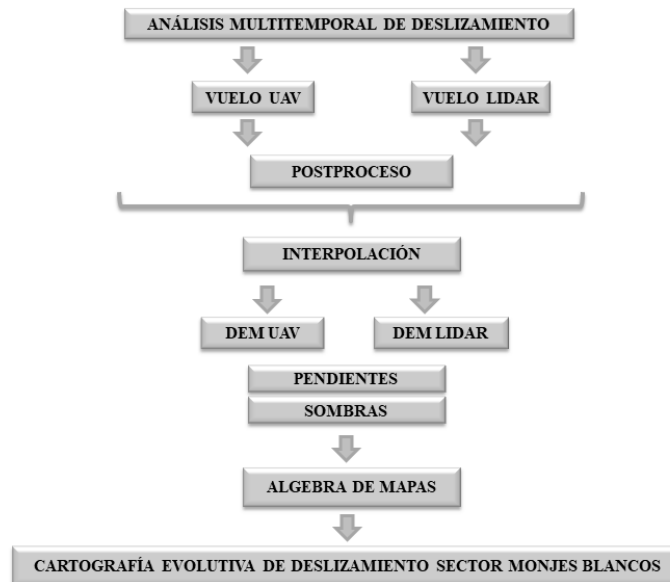 ANÁLISIS MULTITEMPORAL DE DESLIZAMIENTO
VUELO UAV
VUELO LIDAR
POSTPROCESO
INTERPOLACIÓN
DEM UAV
DEM LIDAR
PENDIENTES
SOMBRAS
ALGEBRA DE MAPAS
CARTOGRAFÍA EVOLUTIVA DE DESLIZAMIENTO SECTOR MONJES BLANCOS